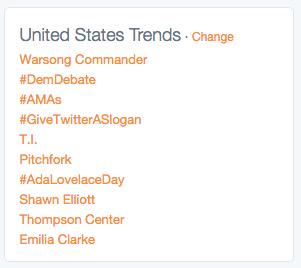 United States Trends · Change
Warsong Commander
#DemDebate
#AMAs
#GiveTwitterASlogan
T.I.
Pitchfork
#AdaLovelaceDay
Shawn Elliott
Thompson Center
Emilia Clarke